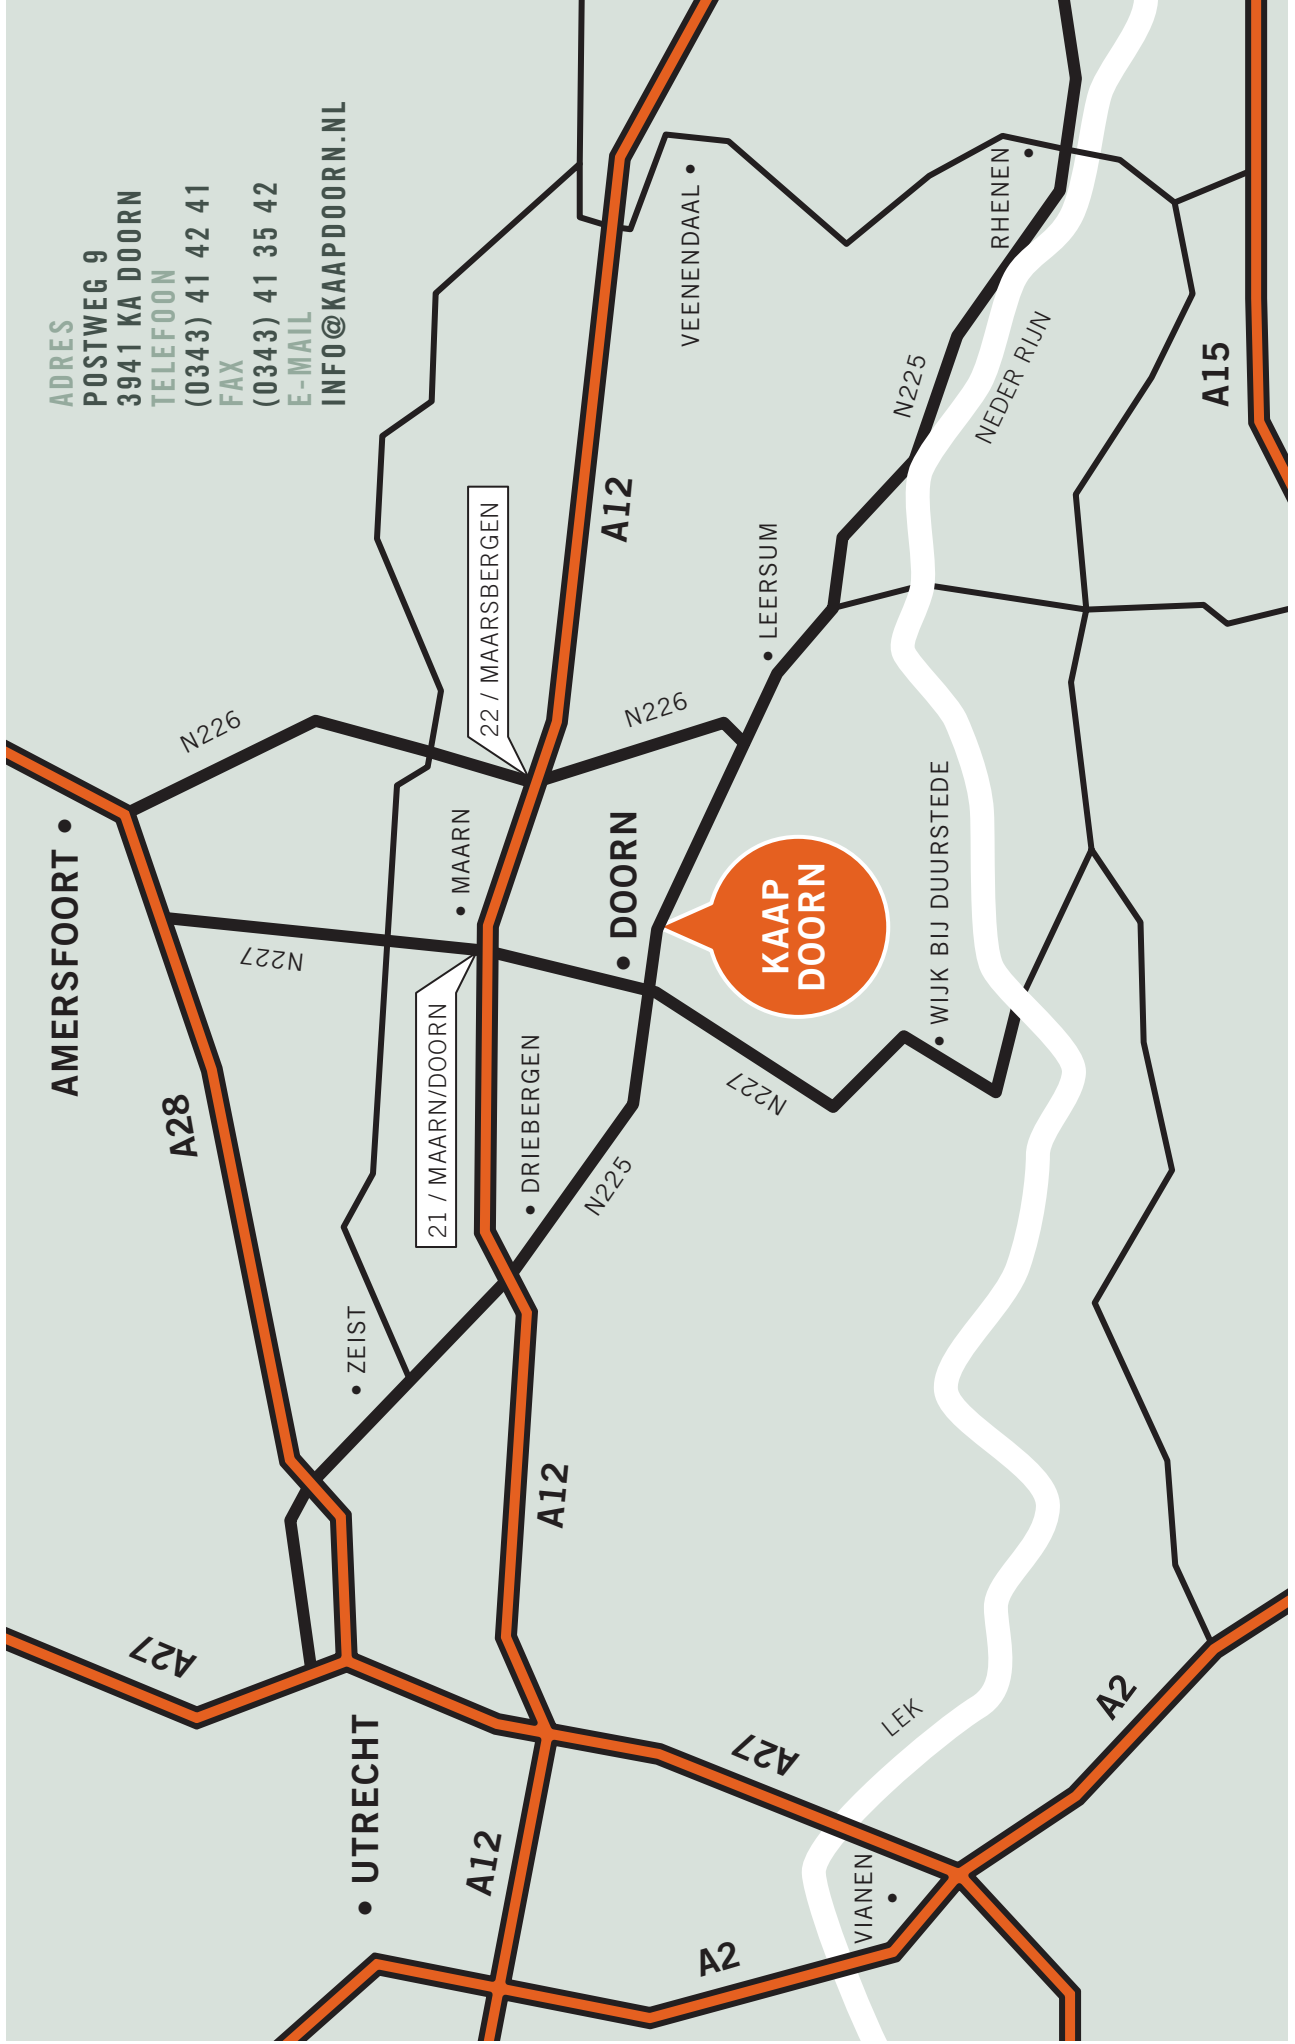 ADRES
POSTWEG 9
3941 KA DOORN
TELEFOON
(0343) 41 42 41
FAX
(0343) 41 35 42
E-MAIL
INFO@KAAPDOORN.NL
AMERSFOORT
A28
N226
N227
A27
ZEIST
UTRECHT
21 / MAARN/DOORN
MAARN
22 / MAARSBERGEN
A12
A12
A12
DRIEBERGEN
N225
DOORN
N226
VEENENDAAL
LEERSUM
KAAP
DOORN
N227
A27
A2
VIANEN
LEK
WIJK BIJ DUURSTEDE
N225
NEDER RIJN
RHENEN
A2
A15